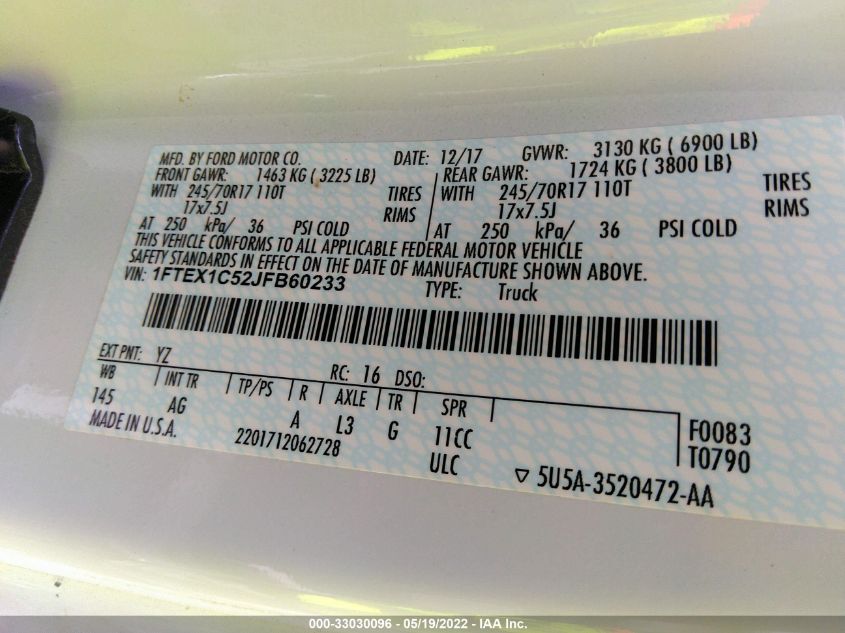 MFD. BY FORD MOTOR CO. DATE: 12/17 GVWR: 3130 KG ( 6900 LB)
FRONT GAWR: 1463 KG ( 3225 LB) REAR GAWR: 1724 KG ( 3800 LB)
WITH 245/70R17 110T TIRES WITH 245/70R17 110T TIRES
17x7.5J RIMS 17x7.5J RIMS
AT 250 kPa/ 36 PSI COLD AT 250 kPa/ 36 PSI COLD
THIS VEHICLE CONFORMS TO ALL APPLICABLE FEDERAL MOTOR VEHICLE
SAFETY STANDARDS IN EFFECT ON THE DATE OF MANUFACTURE SHOWN ABOVE.
VIN: 1FTEX1C52JFB60233 TYPE: Truck
EXT PNT: YZ RC: 16 DSO:
WB INT TR TP/PS R AXLE TR SPR
145 AG A L3 G 11CC F0083
MADE IN U.S.A. 2201712062728 ULC T0790
▽ 5U5A-3520472-AA
000-33030096 - 05/19/2022 - IAA Inc.